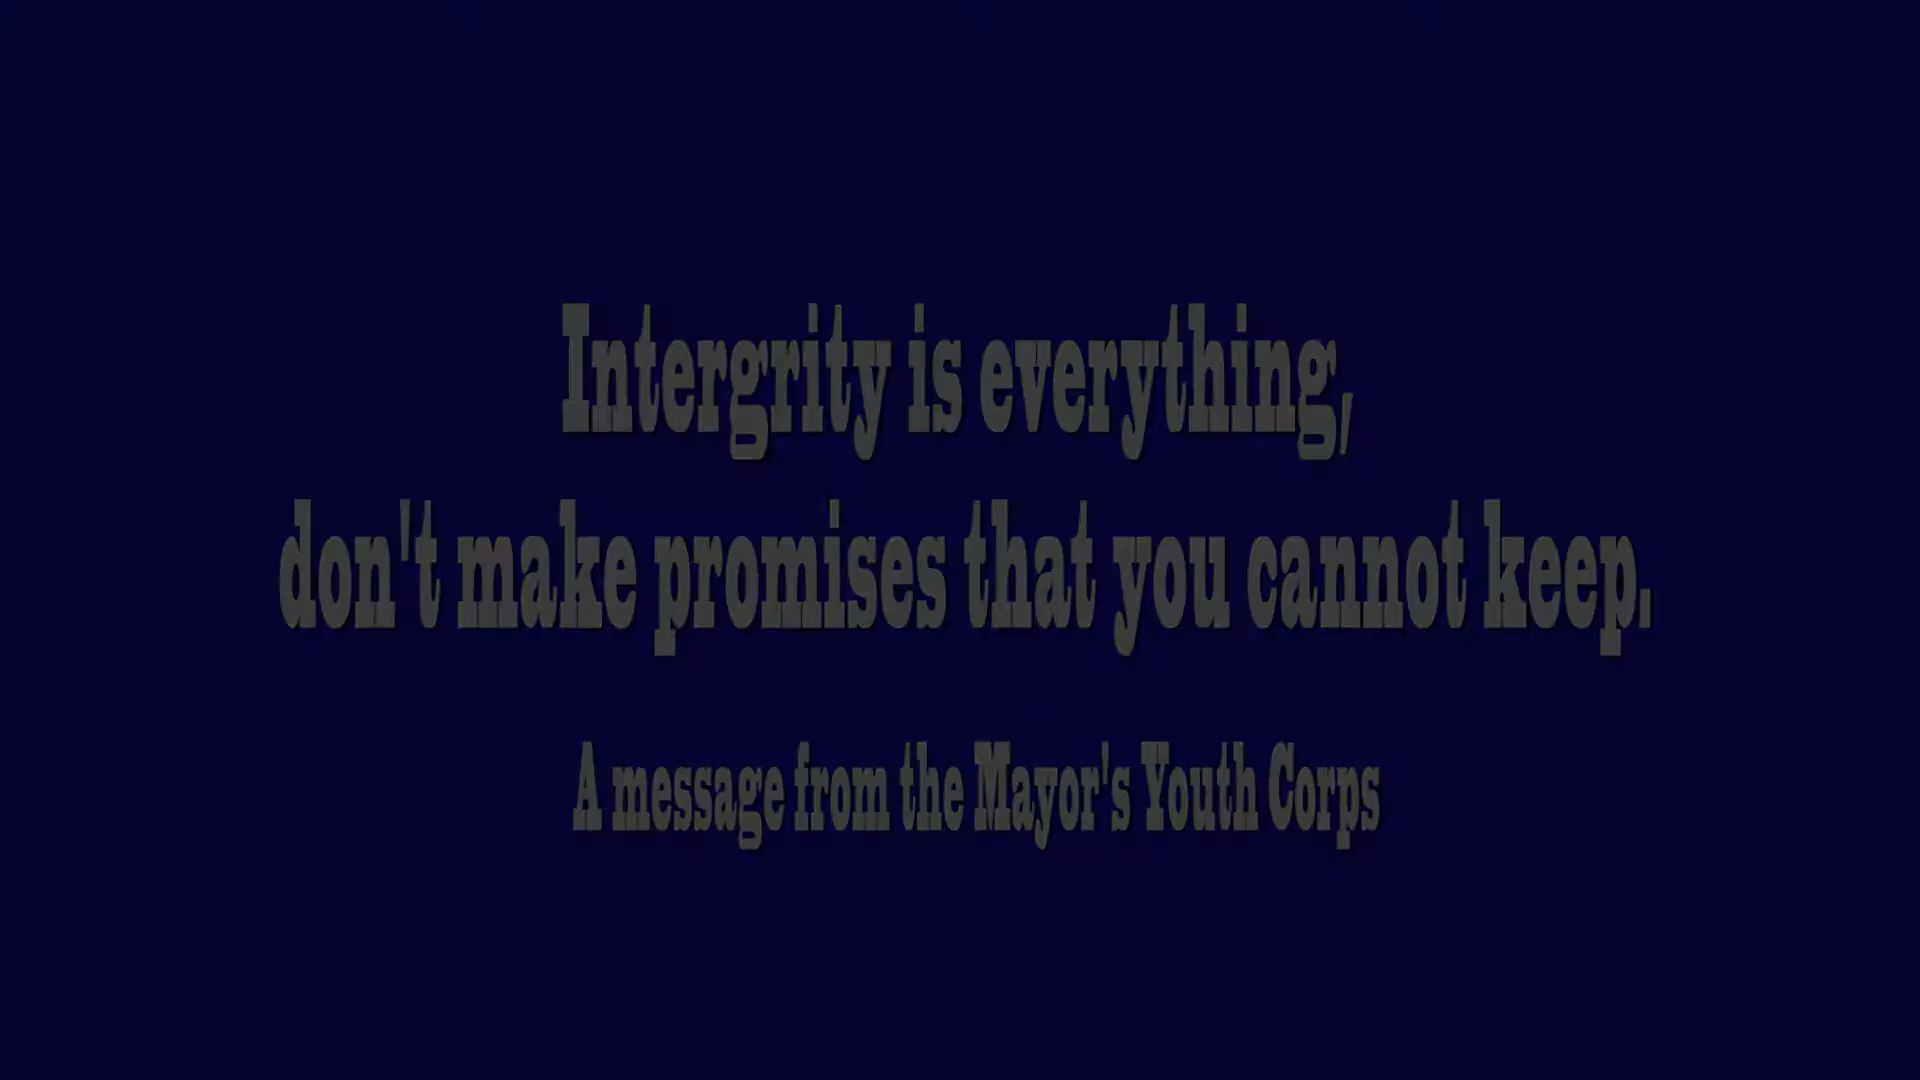 Intergrity is everything,
don't make promises that you cannot keep.
A message from the Mayor's Youth Corps